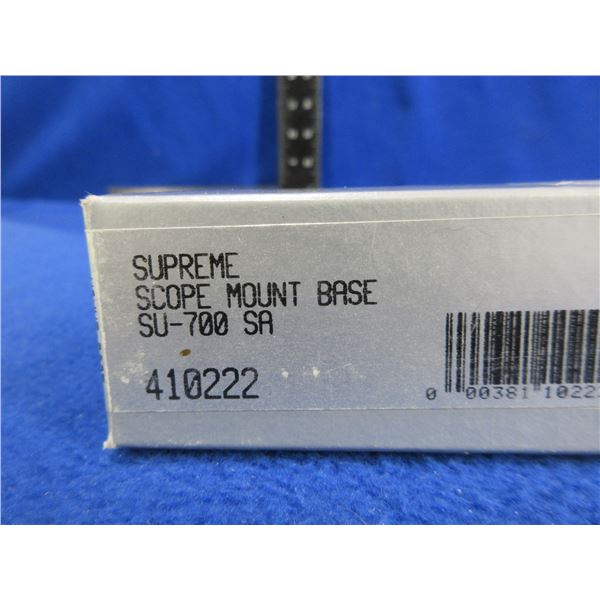 SUPREME
SCOPE MOUNT BASE
SU-700 SA
410222
0 00381 1022